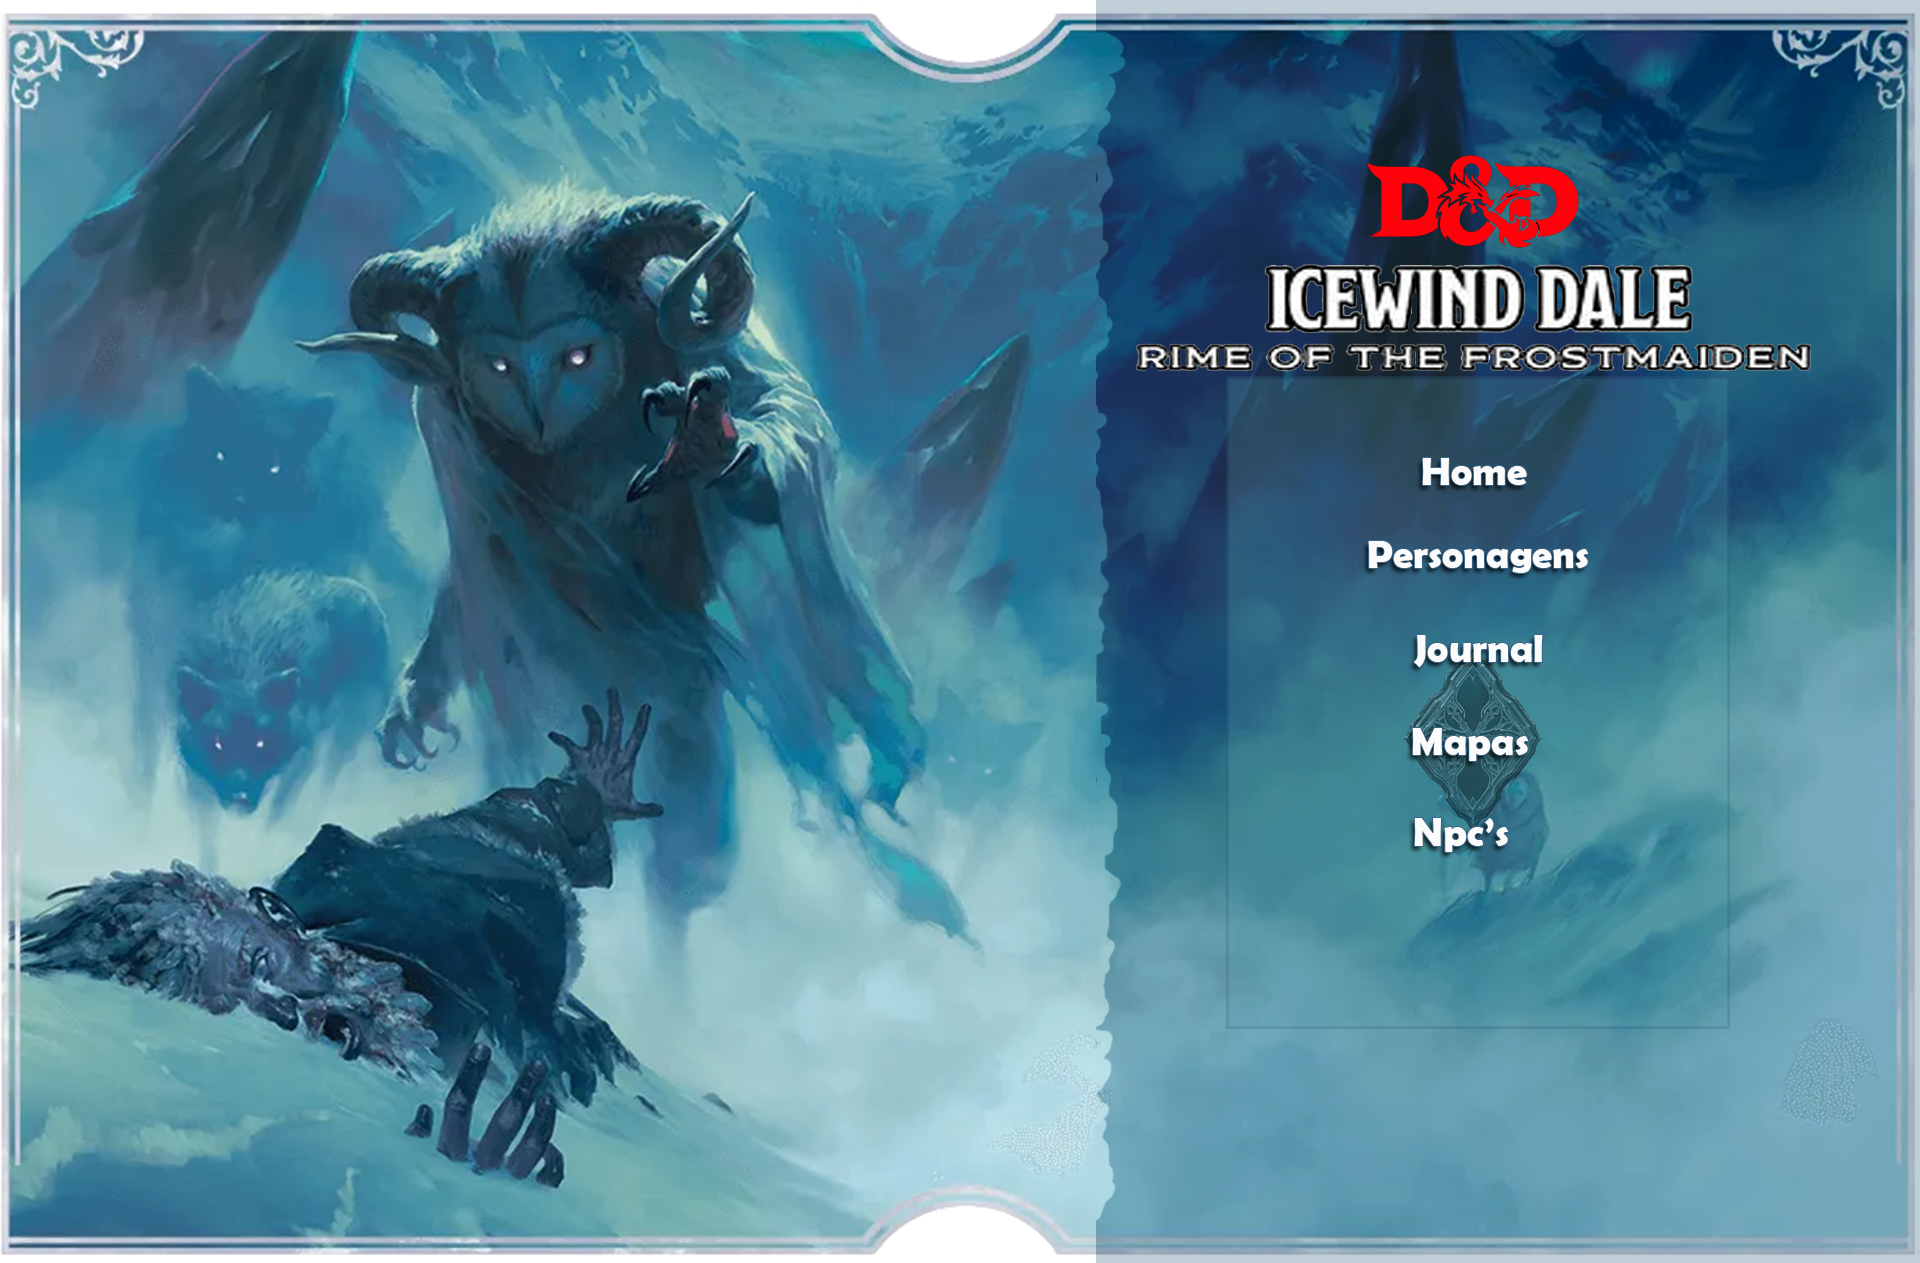 D&D
ICEWIND DALE
RIME OF THE FROSTMAIDEN
Home
Personagens
Journal
Mapas
Npc’s